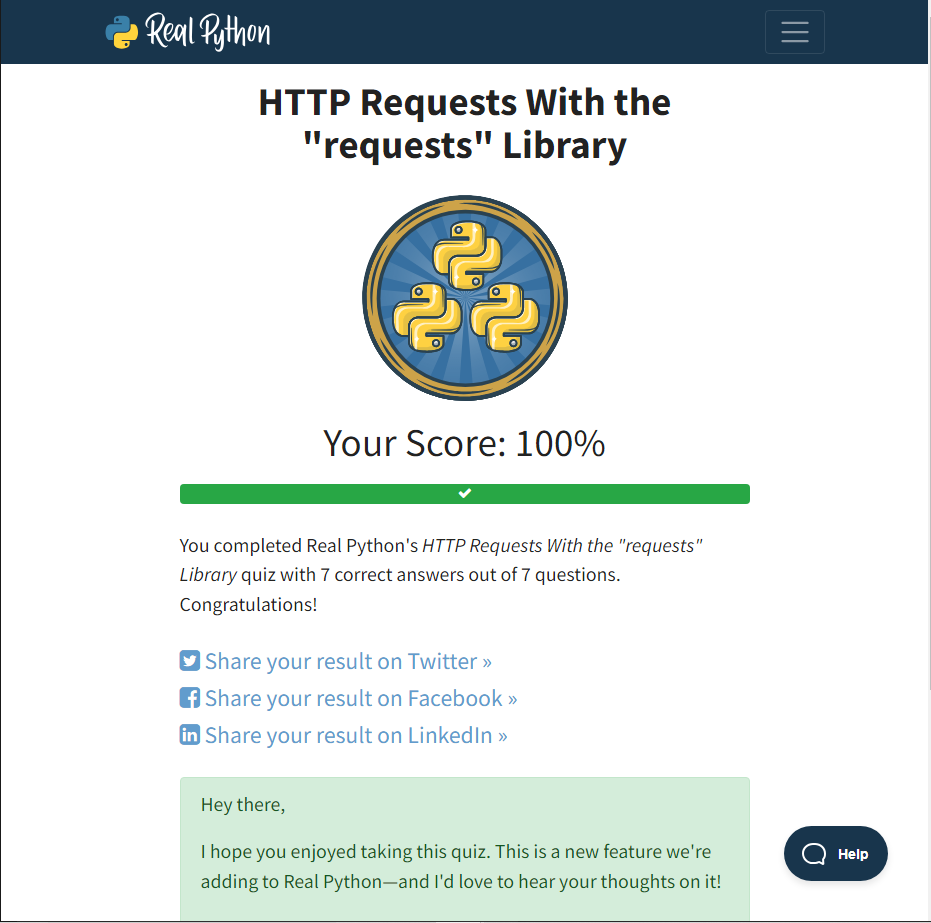 Real Python
HTTP Requests With the
"requests" Library
Your Score: 100%
You completed Real Python's HTTP Requests With the "requests"
Library quiz with 7 correct answers out of 7 questions.
Congratulations!
Share your result on Twitter »
Share your result on Facebook »
Share your result on LinkedIn »
Hey there,
I hope you enjoyed taking this quiz. This is a new feature we're
adding to Real Python—and I'd love to hear your thoughts on it!
Help